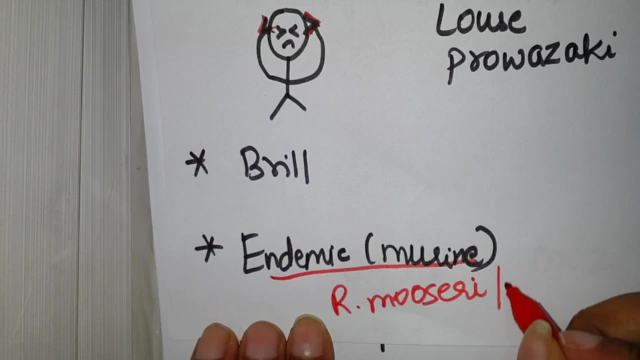 Louse
Prowazaki
* Brill
* Endemic (murine)
R. mooseri |